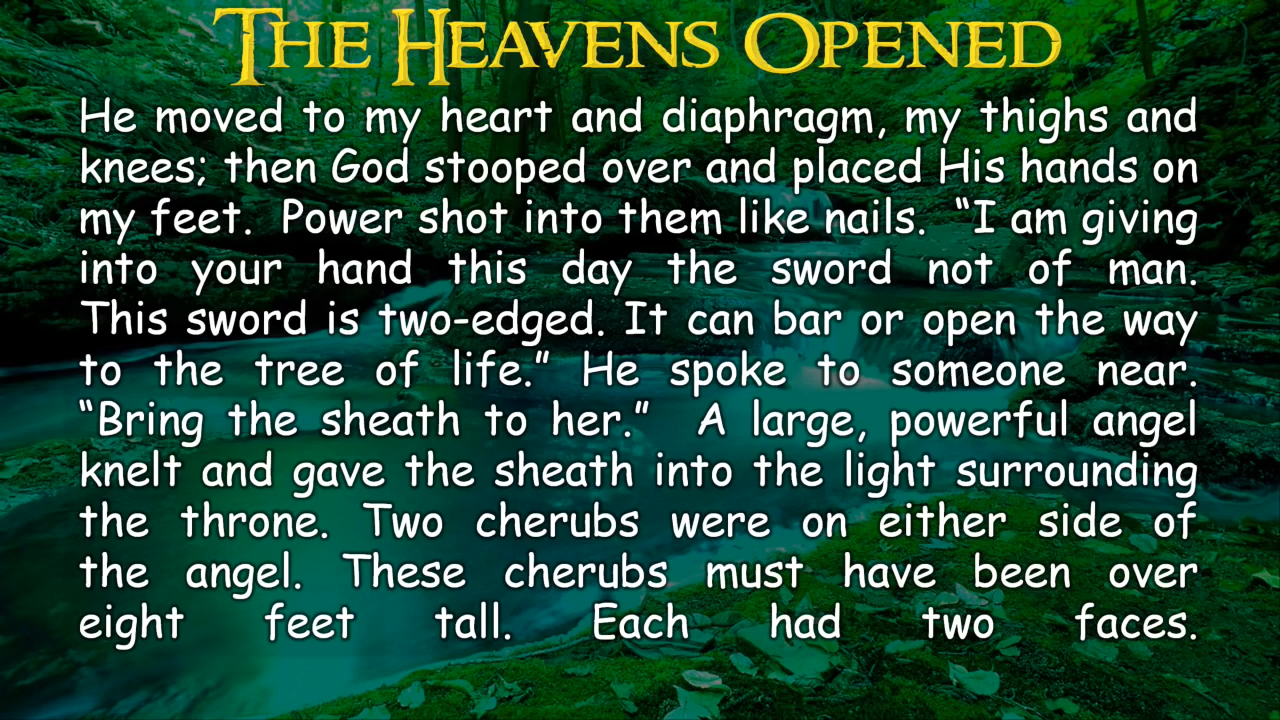 The Heavens Opened
He moved to my heart and diaphragm, my thighs and
knees; then God stooped over and placed His hands on
my feet.  Power shot into them like nails.  “I am giving
into your hand this day the sword not of man.
This sword is two-edged. It can bar or open the way
to the tree of life.” He spoke to someone near.
“Bring the sheath to her.”  A large, powerful angel
knelt and gave the sheath into the light surrounding
the throne. Two cherubs were on either side of
the angel. These cherubs must have been over
eight feet tall. Each had two faces.